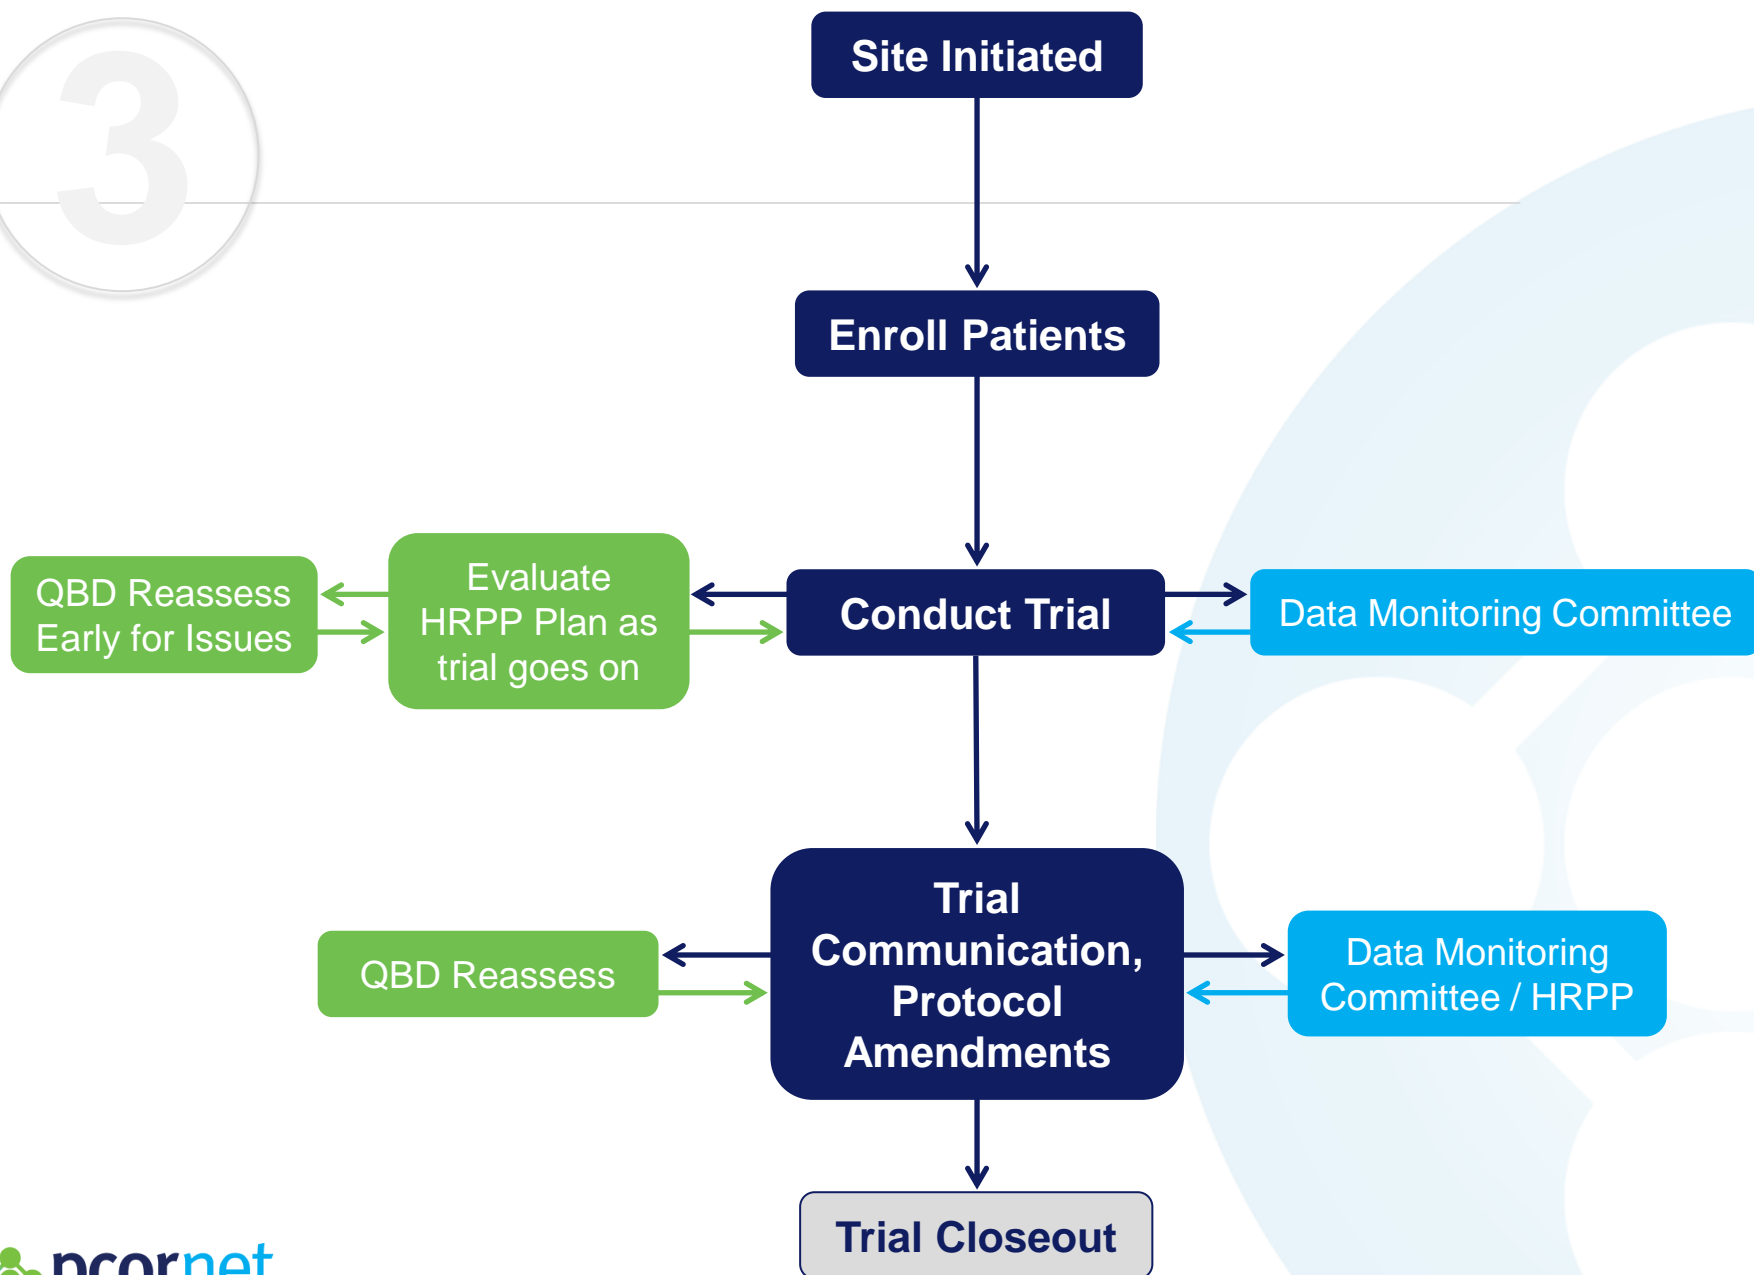 3
Site Initiated
Enroll Patients
QBD Reassess
Early for Issues
Evaluate
HRPP Plan as
trial goes on
Conduct Trial
Data Monitoring Committee
QBD Reassess
Trial
Communication,
Protocol
Amendments
Data Monitoring
Committee / HRPP
Trial Closeout
pcornet